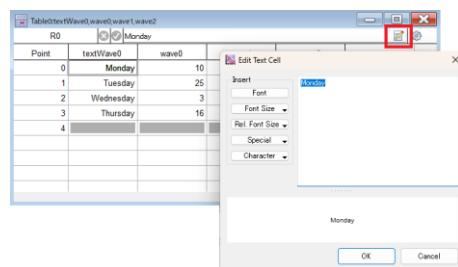 Table0:textWave0,wave0,wave1,wave2
R0 Monday
Point textWave0 wave0
0 Monday 10
1 Tuesday 25
2 Wednesday 3
3 Thursday 16
4
Edit Text Cell
Insert
Font
Font Size
Rel. Font Size
Special
Character
Monday
Monday
OK Cancel